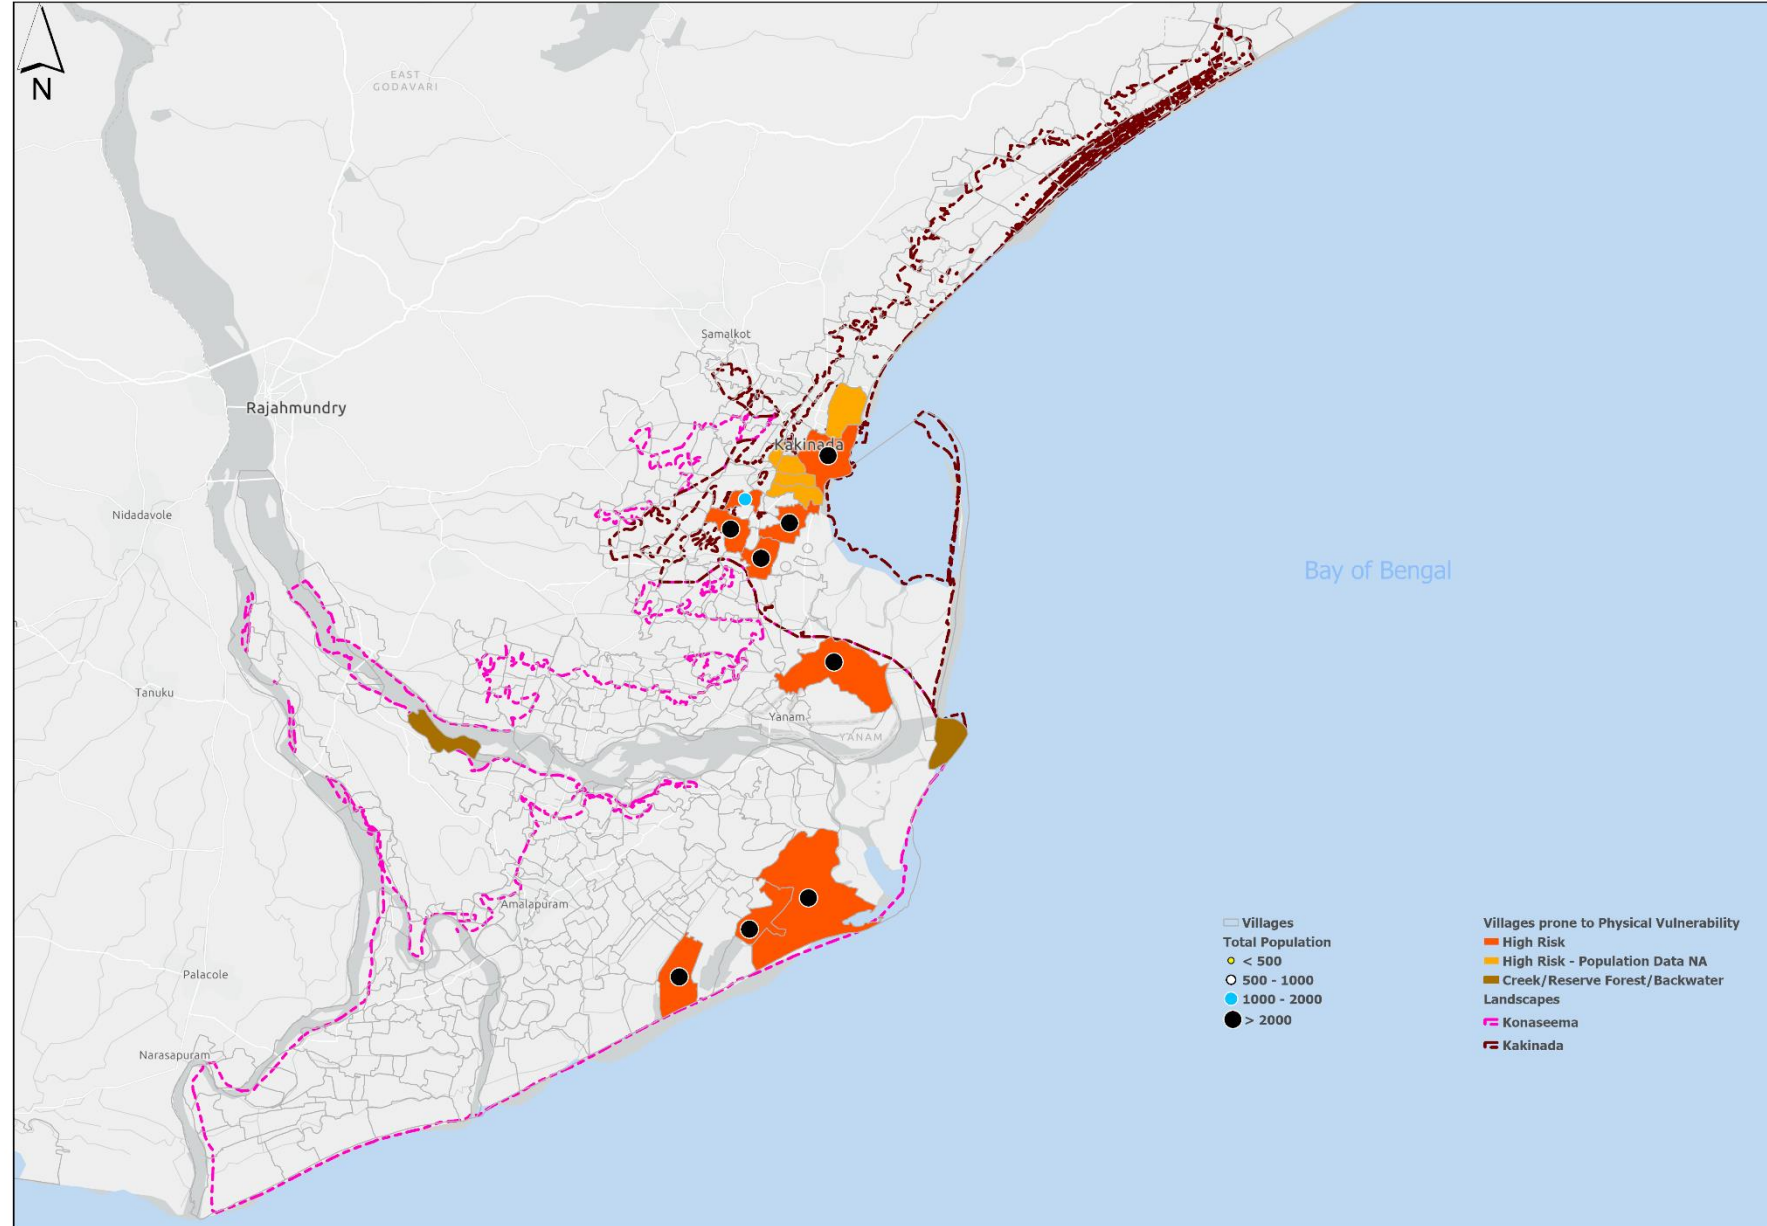 N
EAST
GODAVARI
Samalkot
Rajahmundry
Kakinada
Nidadavole
Bay of Bengal
Tanuku
Yanam
YANAM
Amalapuram
Palacole
Narasapuram
Villages
Total Population
< 500
500 - 1000
1000 - 2000
> 2000
Villages prone to Physical Vulnerability
High Risk
High Risk - Population Data NA
Creek/Reserve Forest/Backwater
Landscapes
Konaseema
Kakinada